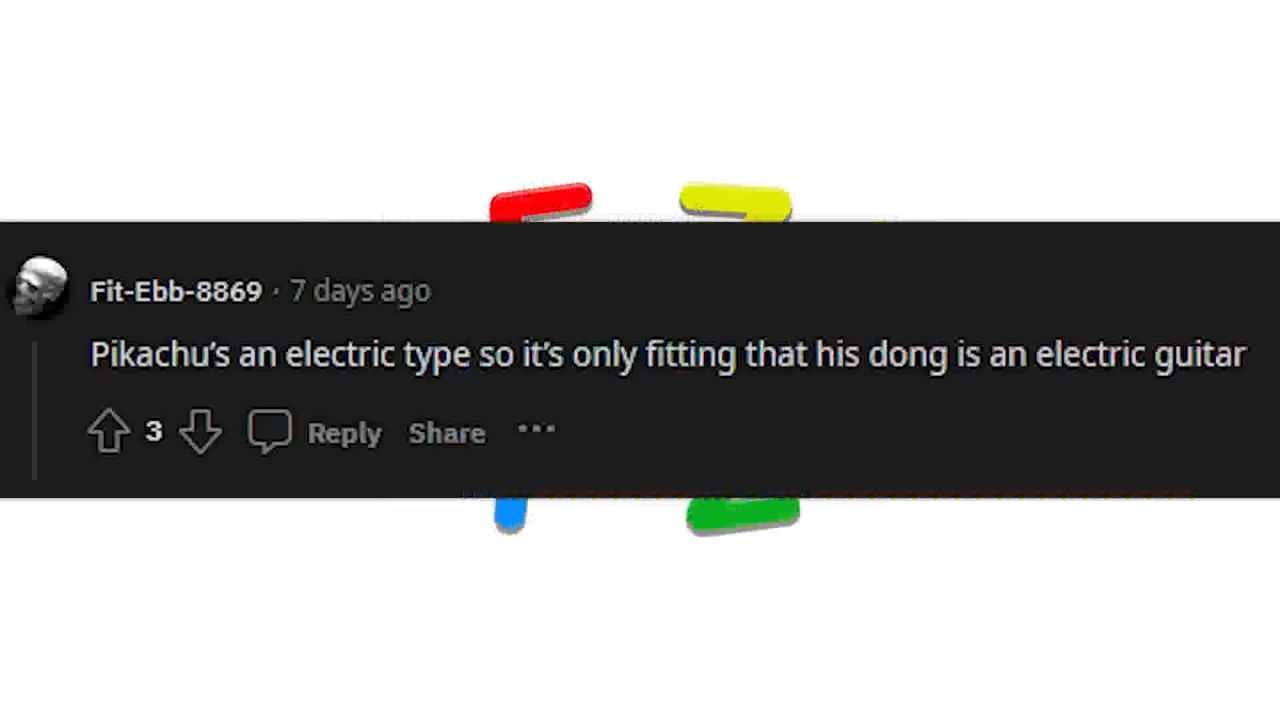 Fit-Ebb-8869 · 7 days ago
Pikachu's an electric type so it's only fitting that his dong is an electric guitar
3 Reply Share ···